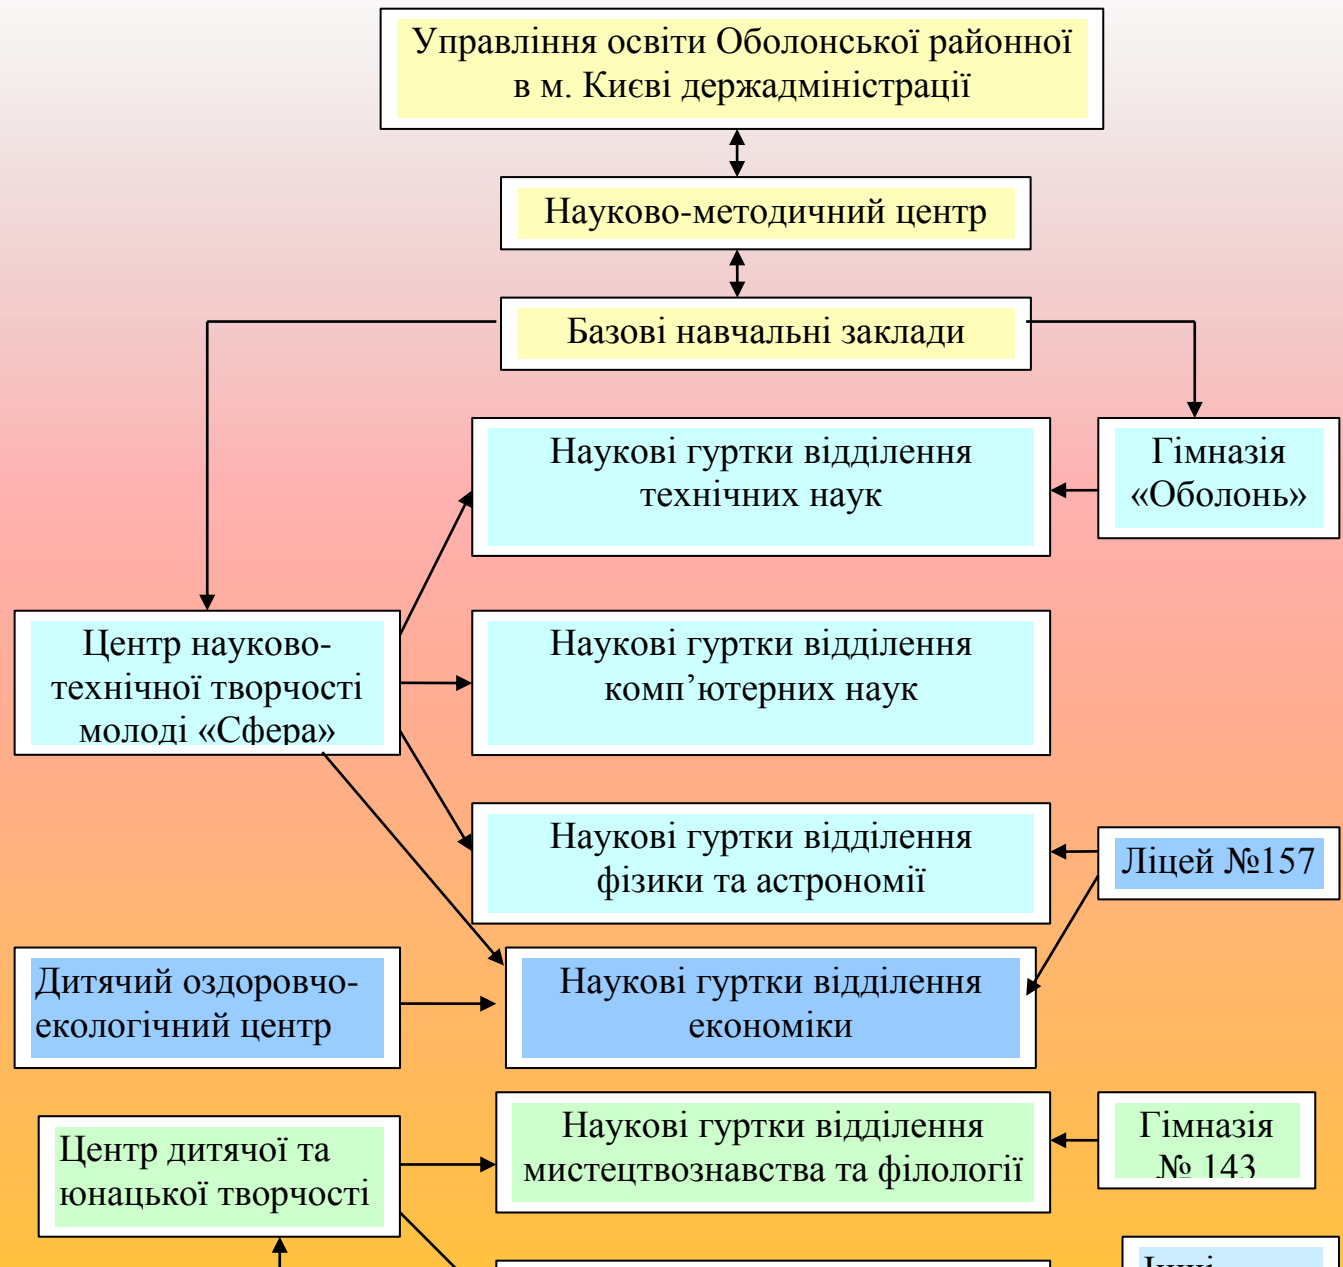 Управління освіти Оболонської районної
в м. Києві держадміністрації
Науково-методичний центр
Базові навчальні заклади
Наукові гуртки відділення
технічних наук
Гімназія
«Оболонь»
Центр науково-
технічної творчості
молоді «Сфера»
Наукові гуртки відділення
комп’ютерних наук
Наукові гуртки відділення
фізики та астрономії
Ліцей №157
Дитячий оздоровчо-
екологічний центр
Наукові гуртки відділення
економіки
Центр дитячої та
юнацької творчості
Наукові гуртки відділення
мистецтвознавства та філології
Гімназія
№ 143